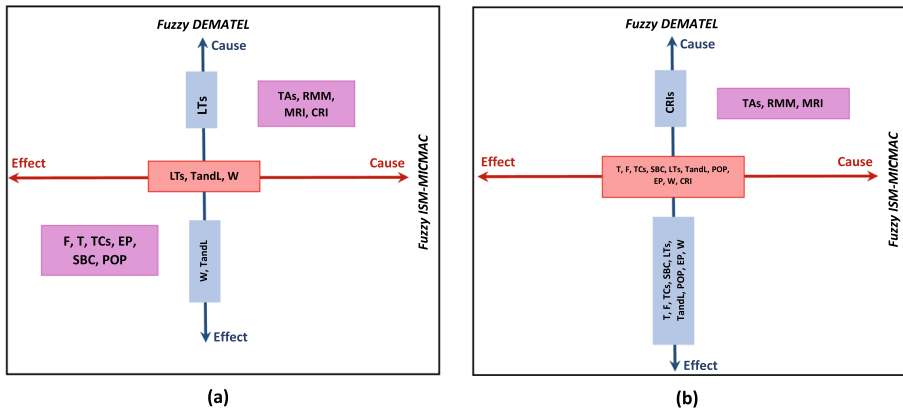 Fuzzy DEMATEL
Cause
LTs
TAs, RMM,
MRI, CRI
Effect
Cause
LTs, TandL, W
Fuzzy ISM-MICMAC
F, T, TCs, EP,
SBC, POP
W, TandL
Effect
(a)
Fuzzy DEMATEL
Cause
CRIs
TAs, RMM, MRI
Effect
Cause
T, F, TCs, SBC, LTs, TandL, POP,
EP, W, CRI
Fuzzy ISM-MICMAC
T, F, TCs, SBC, LTs,
TandL, POP, EP, W
Effect
(b)